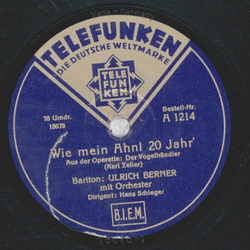 TELEFUNKEN
DIE DEUTSCHE WELTMARKE
TELE
FUN
KEN
78 Umdr.
18678
Bestell-Nr.
A 1214
Wie mein Ahnl 20 Jahr'
Aus der Operette: Der Vogelhändler
(Karl Zeller)
Bariton: ULRICH BERNER
mit Orchester
Dirigent: Hans Schieger
B.I.E.M.